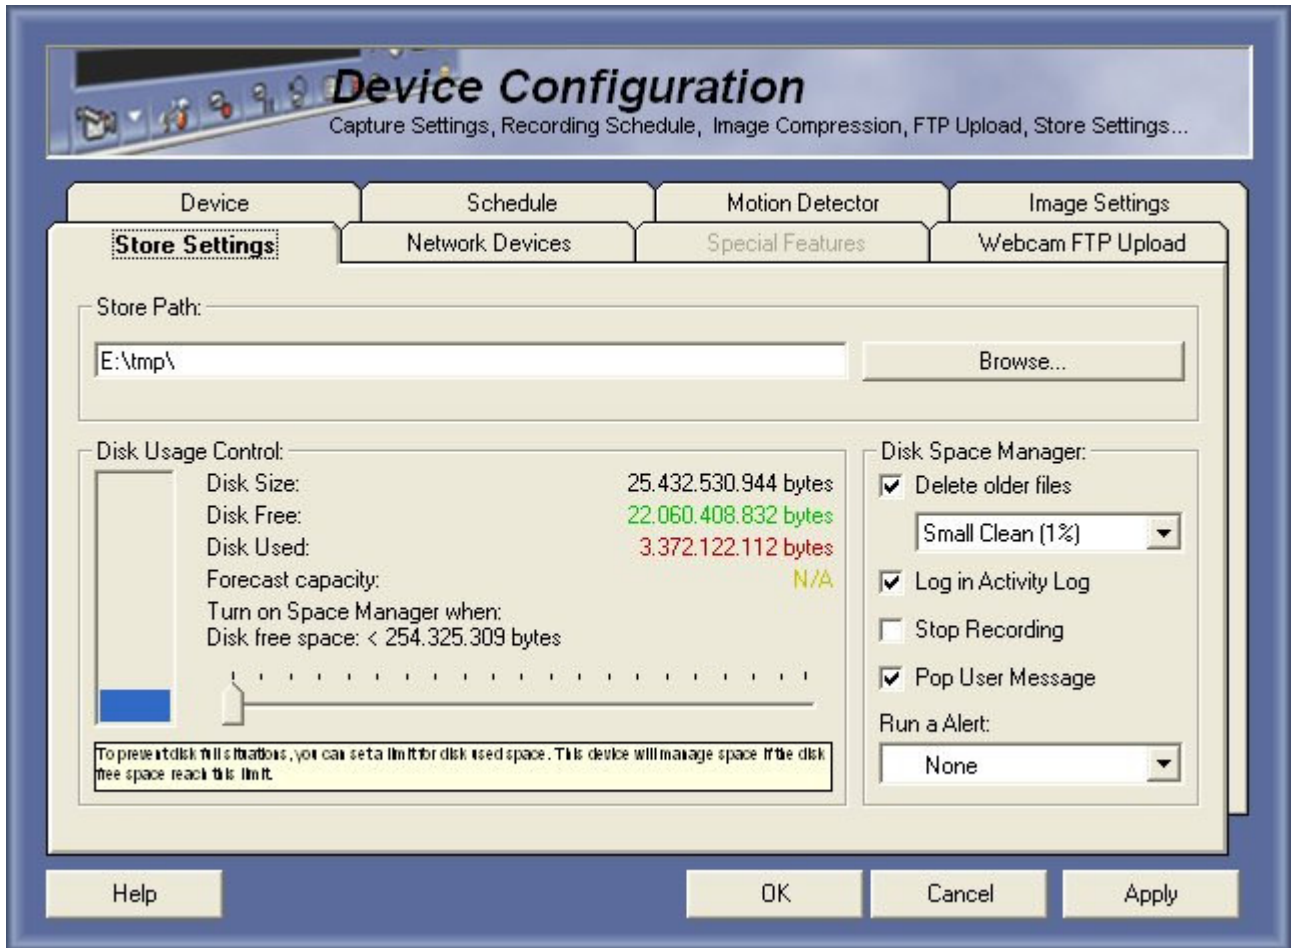 Device Configuration
Capture Settings, Recording Schedule, Image Compression, FTP Upload, Store Settings...
Device
Schedule
Motion Detector
Image Settings
Store Settings
Network Devices
Special Features
Webcam FTP Upload
Store Path:
E:\tmp\
Browse...
Disk Usage Control:
Disk Size: 25.432.530.944 bytes
Disk Free: 22.060.408.832 bytes
Disk Used: 3.372.122.112 bytes
Forecast capacity: N/A
Turn on Space Manager when:
Disk free space: < 254.325.309 bytes
To prevent disk full situations, you can set a limit for disk used space. This device will manage space if the disk
free space reach this limit.
Disk Space Manager:
Delete older files
Small Clean (1%)
Log in Activity Log
Stop Recording
Pop User Message
Run a Alert:
None
Help
OK
Cancel
Apply